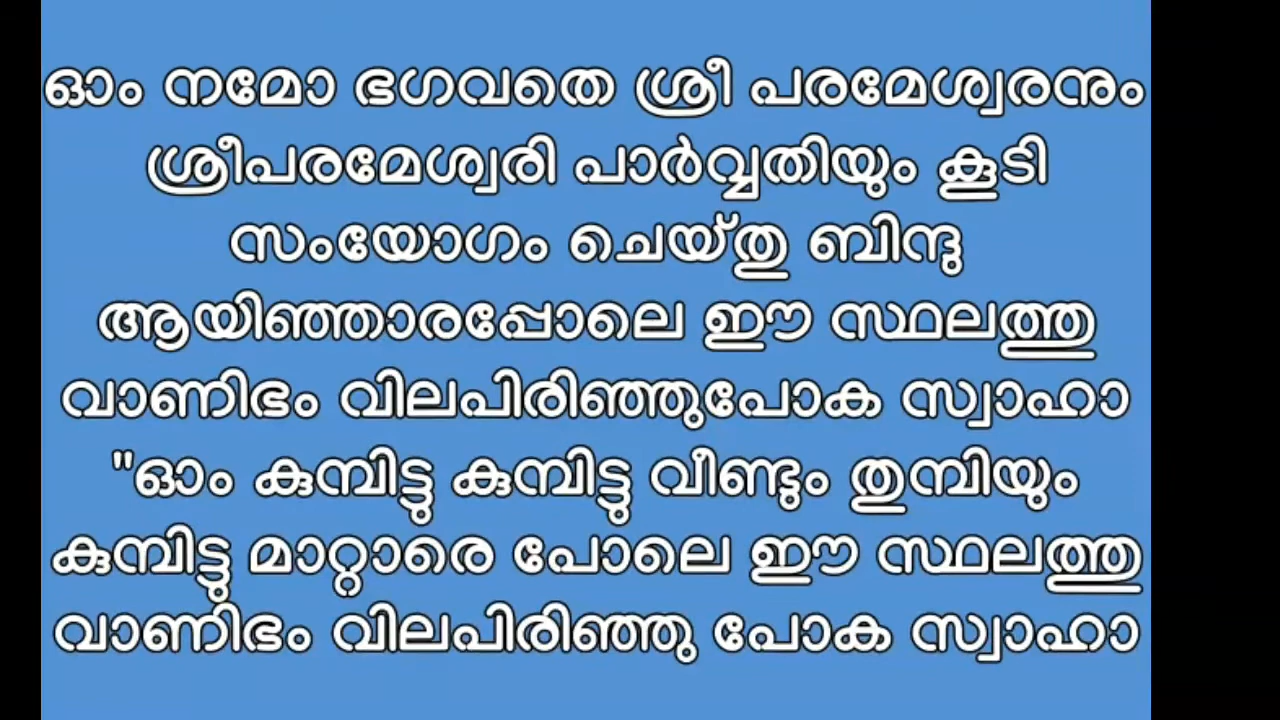 ഓം നമോ ഭഗവതെ ശ്രീ പരമേശ്വരനും
ശ്രീപരമേശ്വരി പാർവ്വതിയും കൂടി
സംയോഗം ചെയ്തു ബിന്ദു
ആയിഞ്ഞാരപ്പോലെ ഈ സ്ഥലത്തു
വാണിഭം വിലപിരിഞ്ഞുപോക സ്വാഹാ
"ഓം കുമ്പിട്ടു കുമ്പിട്ടു വീണ്ടും തുമ്പിയും
കുമ്പിട്ടു മാറ്റാരെ പോലെ ഈ സ്ഥലത്തു
വാണിഭം വിലപിരിഞ്ഞു പോക സ്വാഹാ